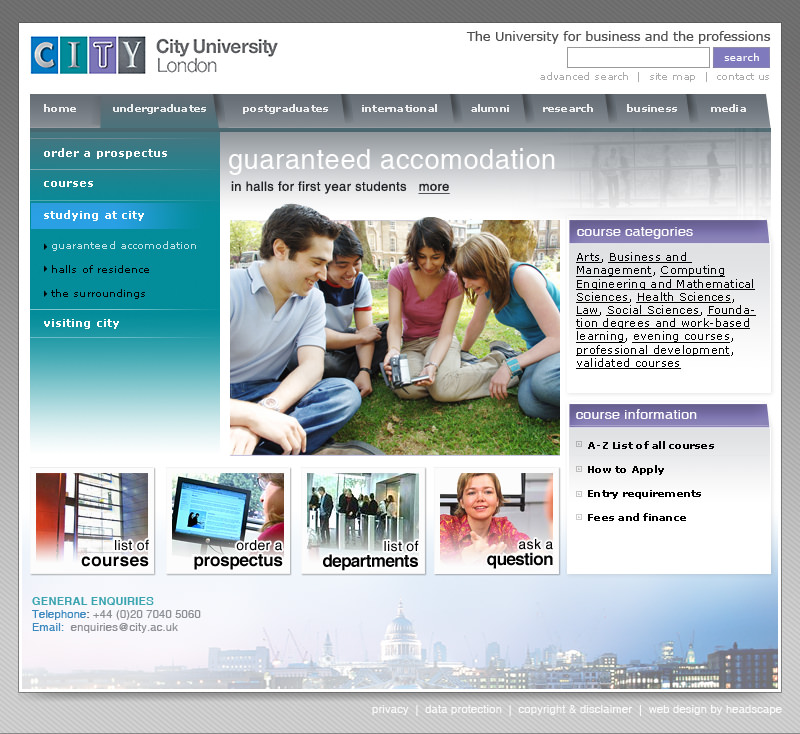 CITY City University London
The University for business and the professions
search
advanced search | site map | contact us
home undergraduates postgraduates international alumni research business media
order a prospectus
courses
studying at city
guaranteed accomodation
halls of residence
the surroundings
visiting city
guaranteed accomodation
in halls for first year students more
course categories
Arts, Business and
Management, Computing
Engineering and Mathematical
Sciences, Health Sciences,
Law, Social Sciences, Founda-
tion degrees and work-based
learning, evening courses,
professional development,
validated courses
course information
A-Z List of all courses
How to Apply
Entry requirements
Fees and finance
list of
courses
order a
prospectus
list of
departments
ask a
question
GENERAL ENQUIRIES
Telephone: +44 (0)20 7040 5060
Email: enquiries@city.ac.uk
privacy | data protection | copyright & disclaimer | web design by headscape